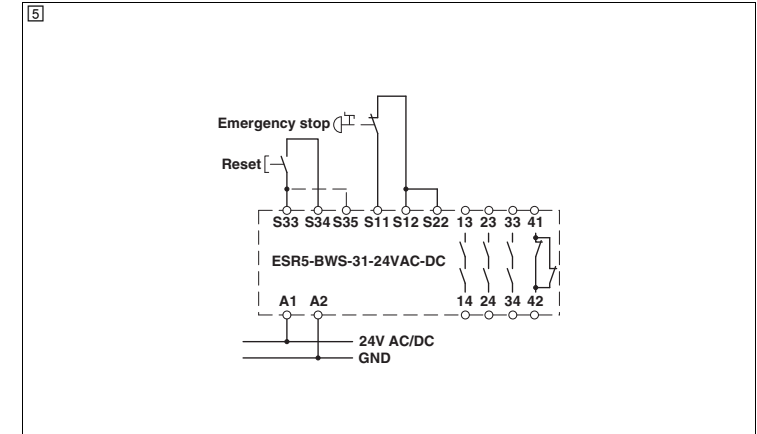 5
Emergency stop
Reset
S33 S34 S35 S11 S12 S22 13 23 33 41
ESR5-BWS-31-24VAC-DC
A1 A2 14 24 34 42
24V AC/DC
GND